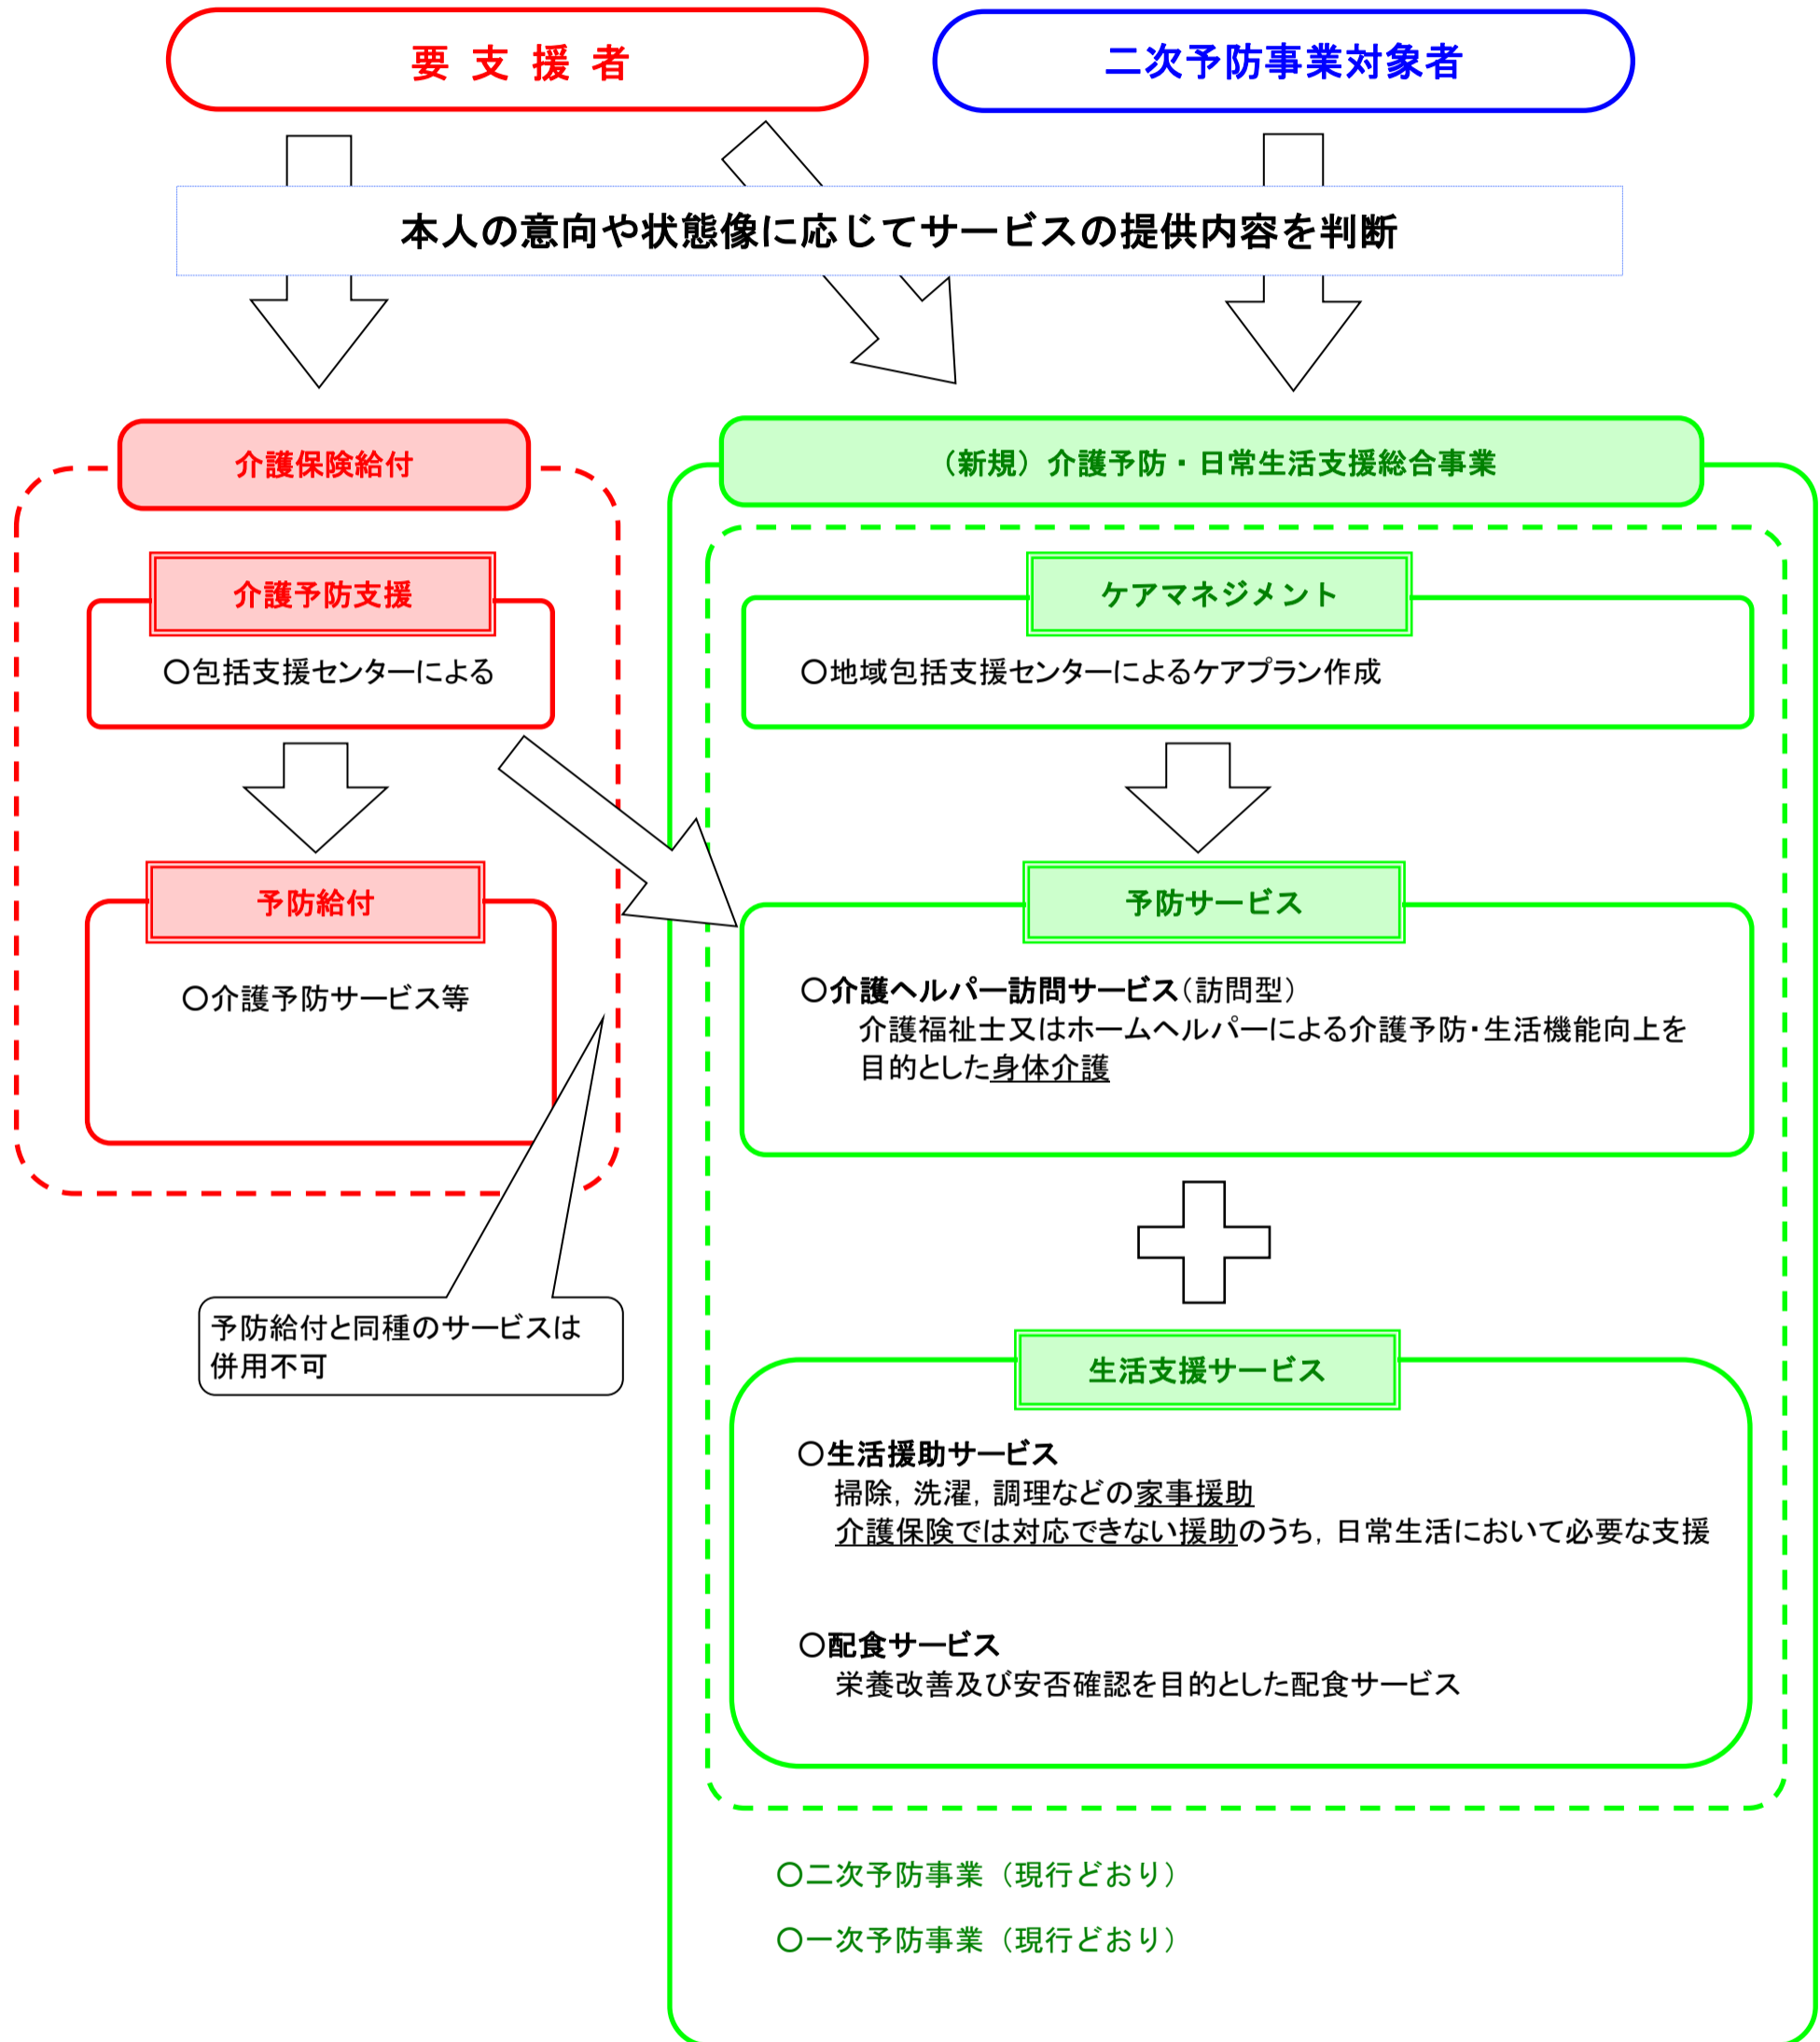 要 支 援 者
二次予防事業対象者
本人の意向や状態像に応じてサービスの提供内容を判断
介護保険給付
介護予防支援
○包括支援センターによる
予防給付
○介護予防サービス等
予防給付と同種のサービスは
併用不可
（新規）介護予防・日常生活支援総合事業
ケアマネジメント
○地域包括支援センターによるケアプラン作成
予防サービス
○介護ヘルパー訪問サービス（訪問型）
介護福祉士又はホームヘルパーによる介護予防・生活機能向上を
目的とした身体介護
生活支援サービス
○生活援助サービス
掃除，洗濯，調理などの家事援助
介護保険では対応できない援助のうち，日常生活において必要な支援
○配食サービス
栄養改善及び安否確認を目的とした配食サービス
○二次予防事業（現行どおり）
○一次予防事業（現行どおり）